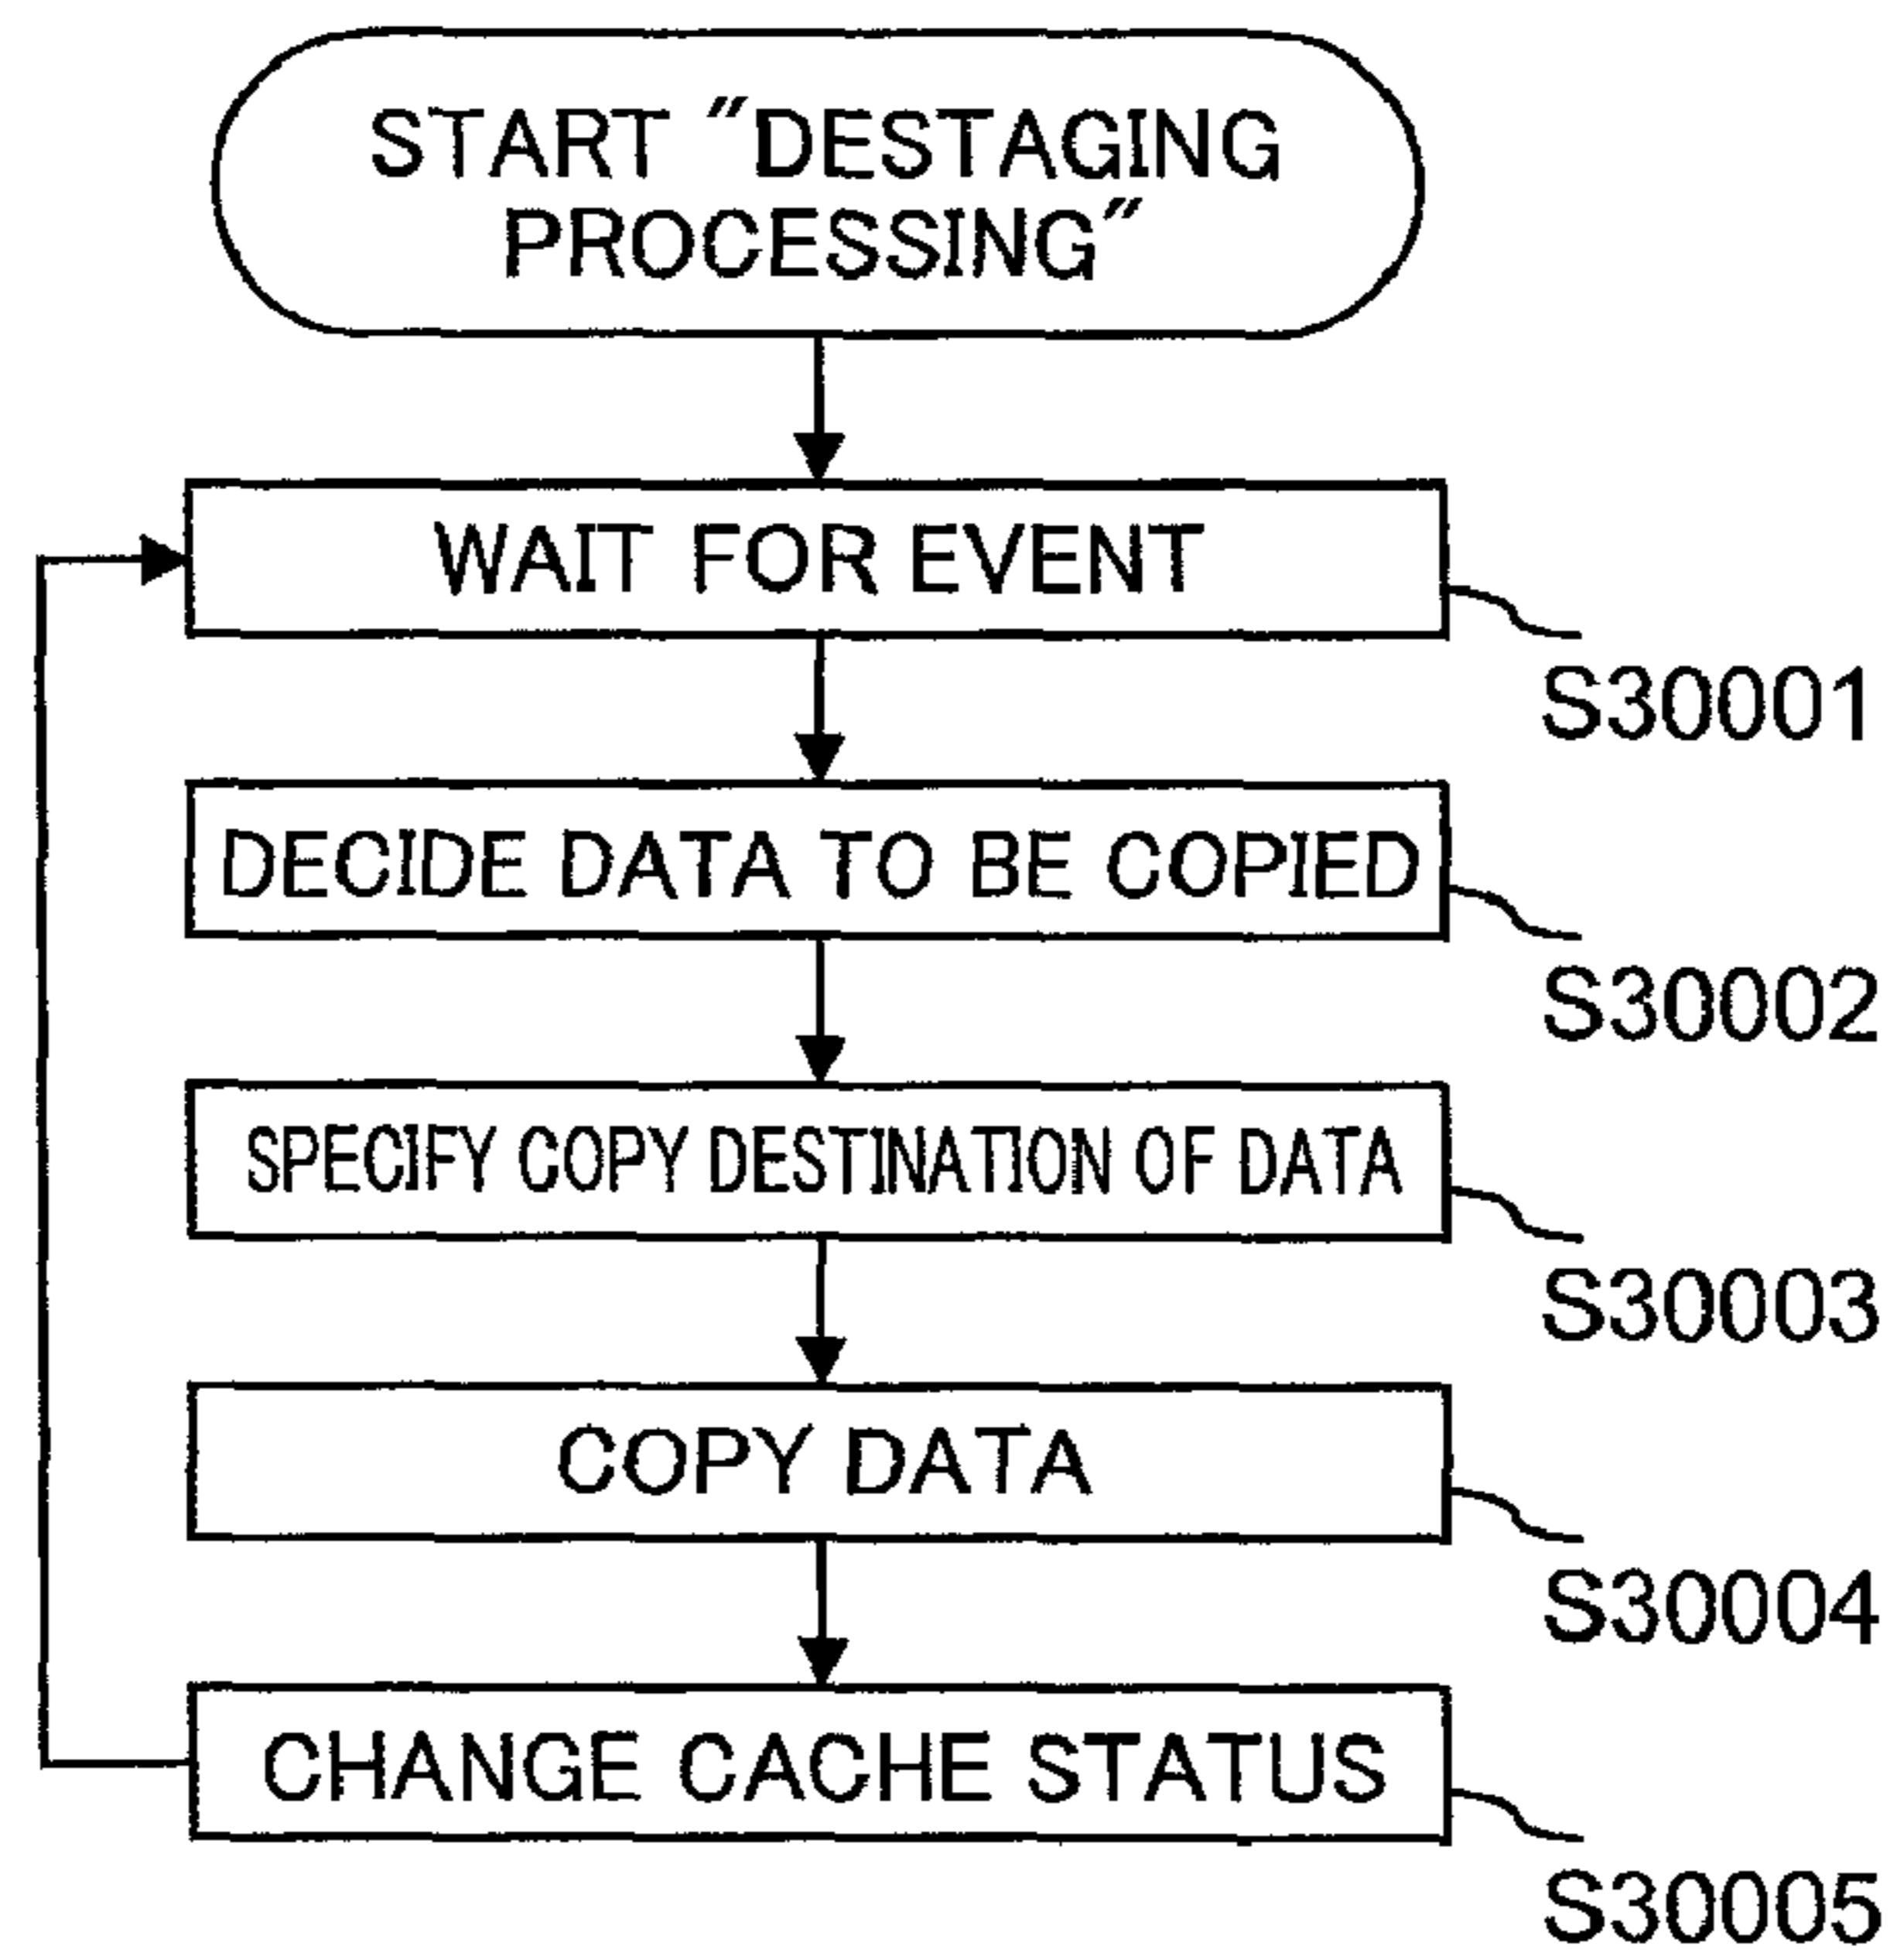 START "DESTAGING
PROCESSING"
WAIT FOR EVENT
S30001
DECIDE DATA TO BE COPIED
S30002
SPECIFY COPY DESTINATION OF DATA
S30003
COPY DATA
S30004
CHANGE CACHE STATUS
S30005